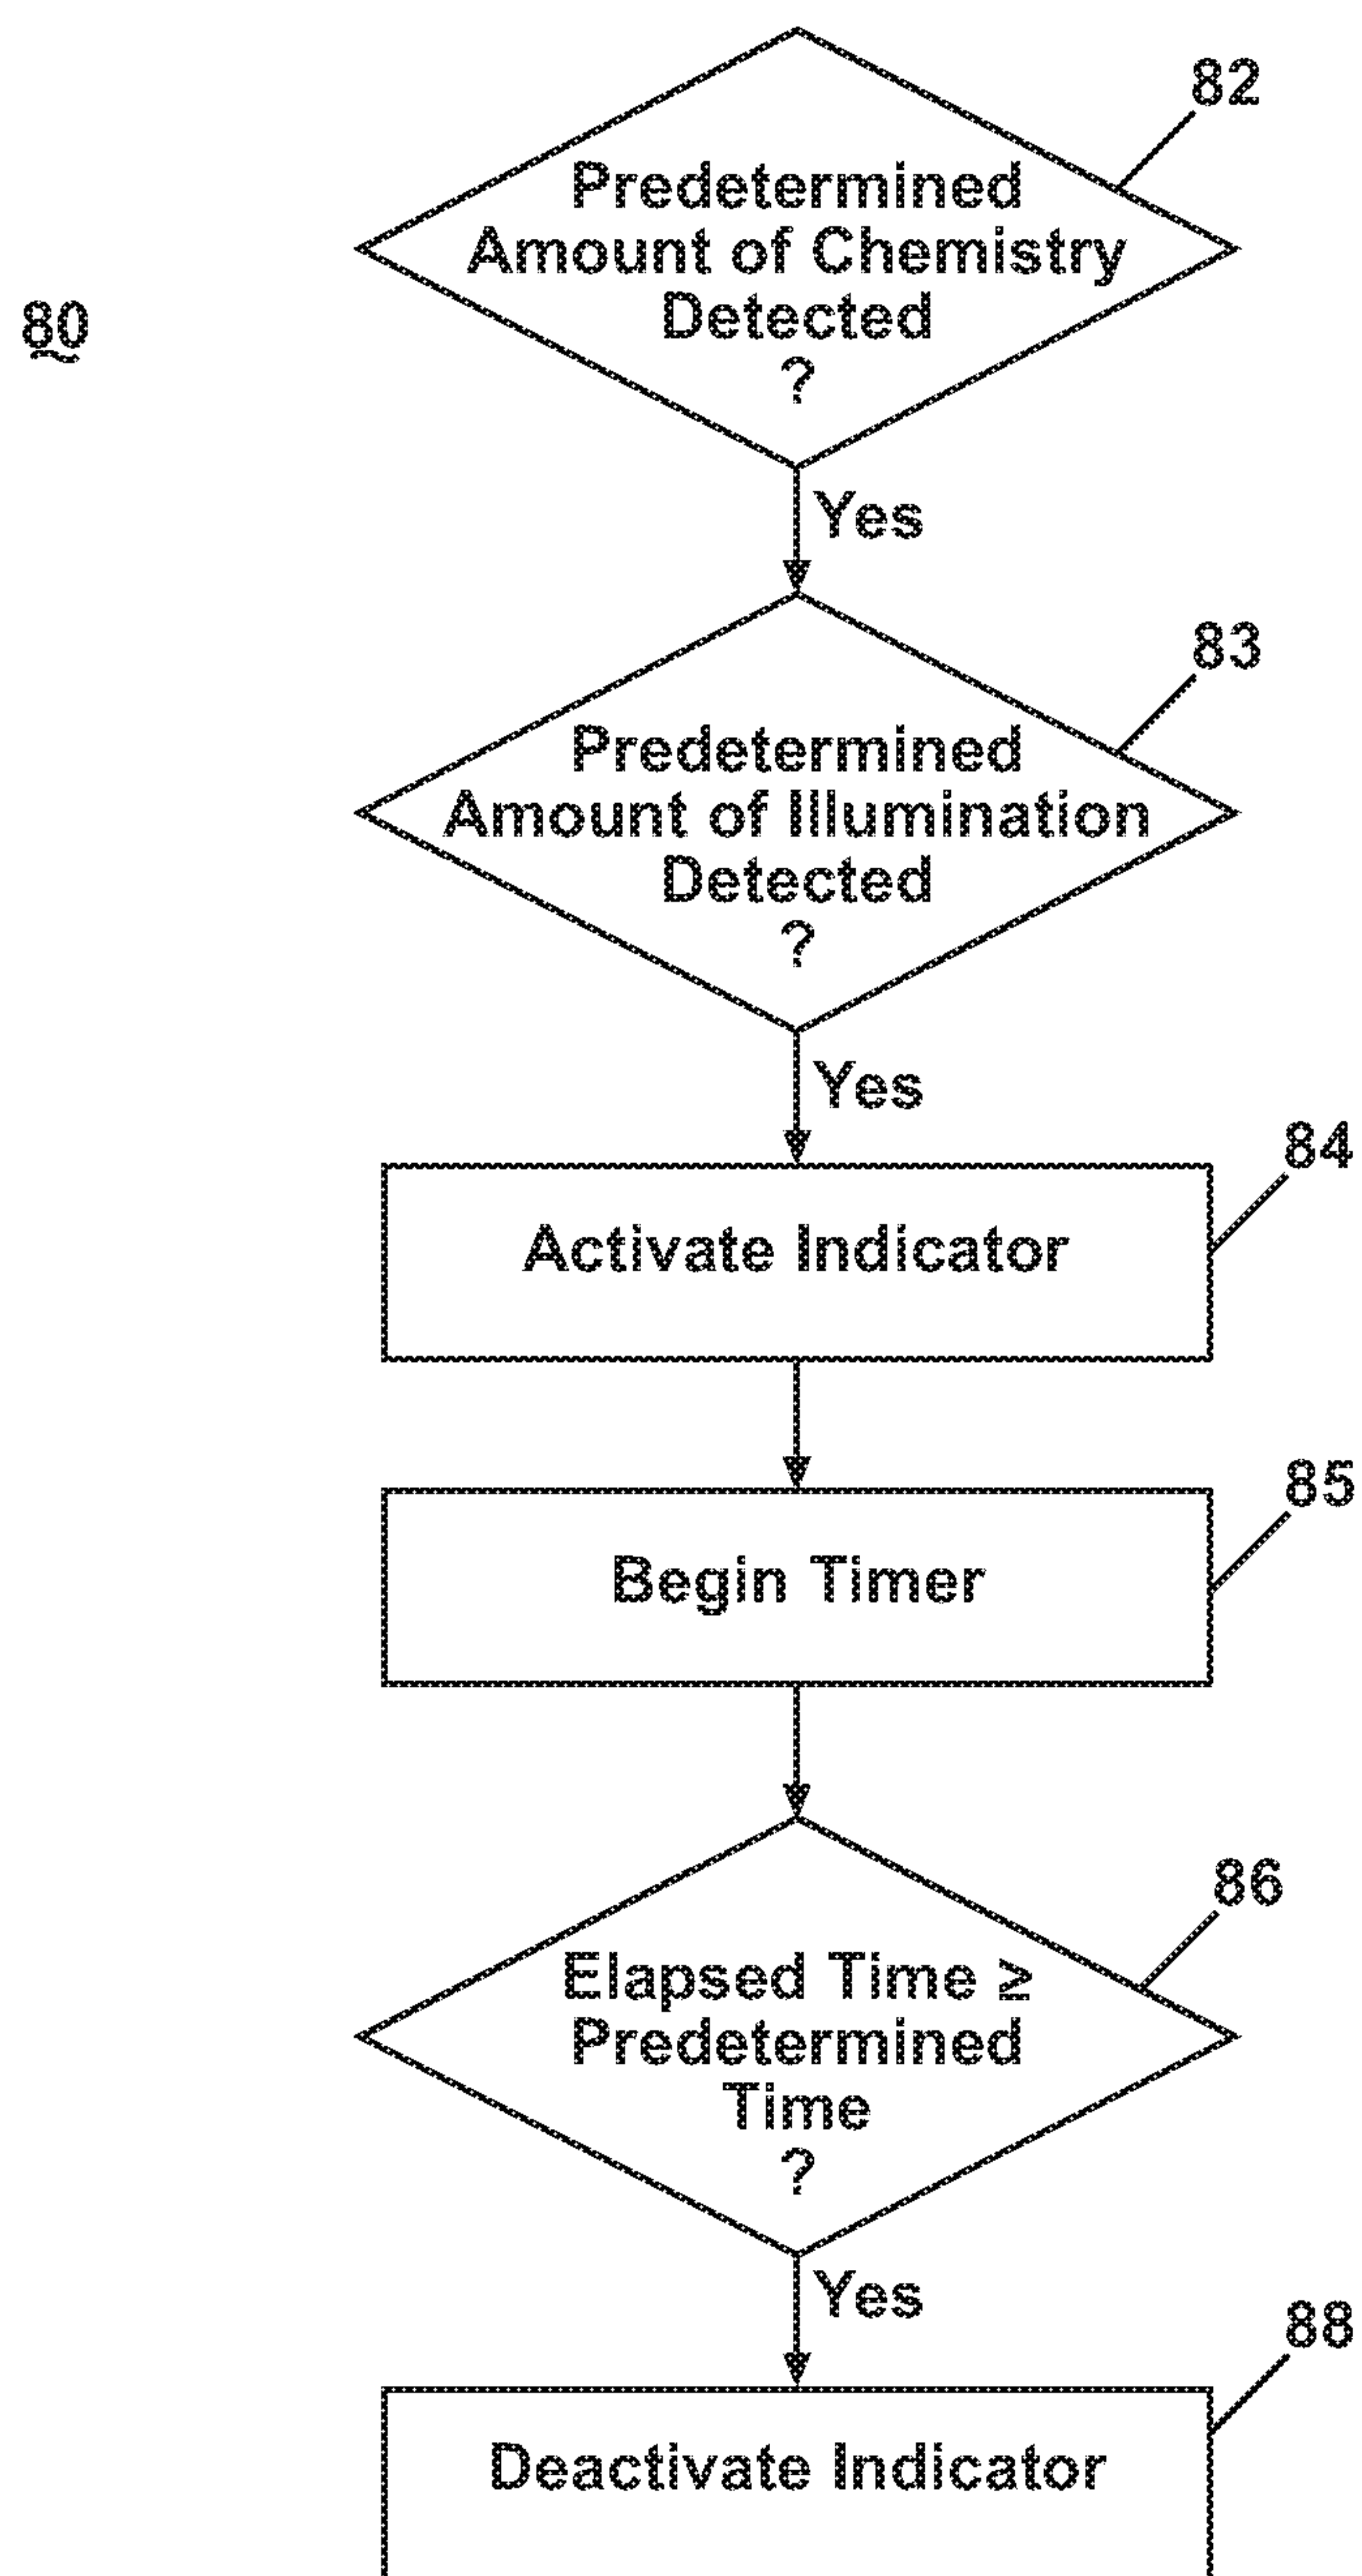 82
Predetermined
Amount of Chemistry
Detected
?
80
Yes
83
Predetermined
Amount of Illumination
Detected
?
Yes
84
Activate Indicator
85
Begin Timer
86
Elapsed Time ≥
Predetermined
Time
?
Yes
88
Deactivate Indicator